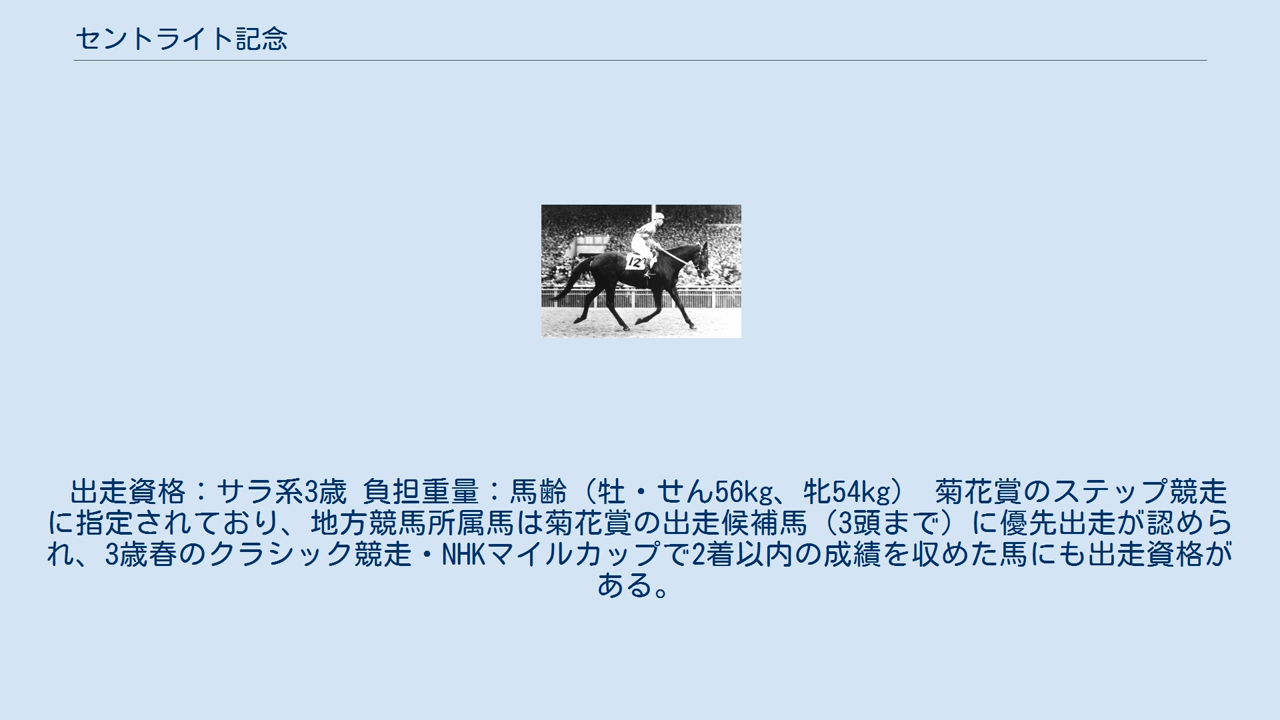 セントライト記念
12
出走資格：サラ系3歳 負担重量：馬齢（牡・せん56kg、牝54kg） 菊花賞のステップ競走
に指定されており、地方競馬所属馬は菊花賞の出走候補馬（3頭まで）に優先出走が認めら
れ、3歳春のクラシック競走・NHKマイルカップで2着以内の成績を収めた馬にも出走資格が
ある。